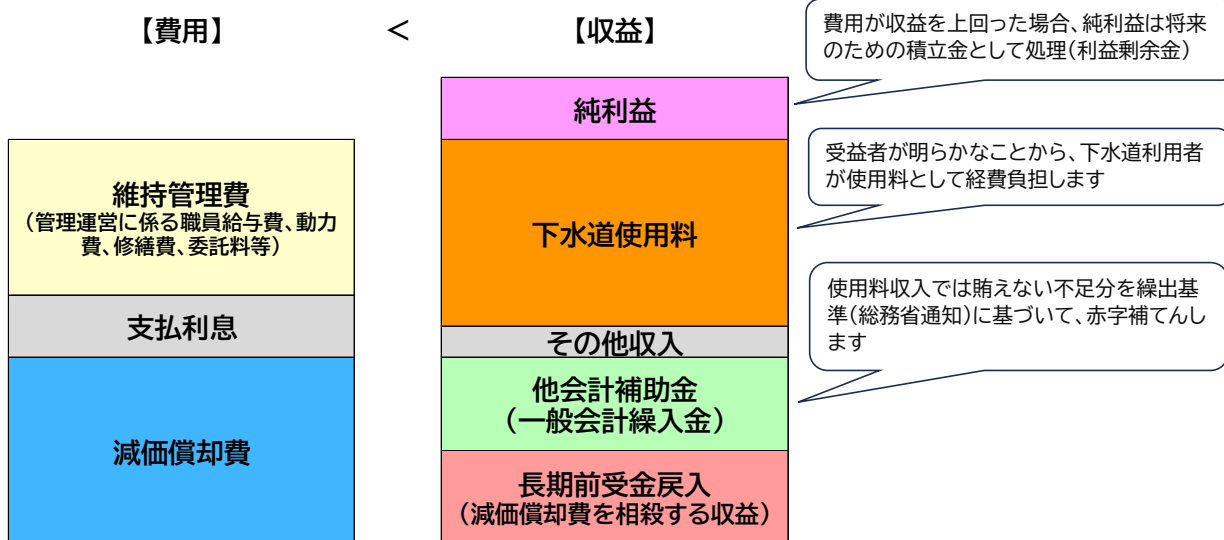 【費用】
<
【収益】
費用が収益を上回った場合、純利益は将来
のための積立金として処理(利益剰余金)
純利益
受益者が明らかなことから、下水道利用者
が使用料として経費負担します
維持管理費
(管理運営に係る職員給与費、動力
費、修繕費、委託料等)
下水道使用料
使用料収入では賄えない不足分を繰出基
準(総務省通知)に基づいて、赤字補てんし
ます
支払利息
その他収入
他会計補助金
(一般会計繰入金)
減価償却費
長期前受金戻入
(減価償却費を相殺する収益)